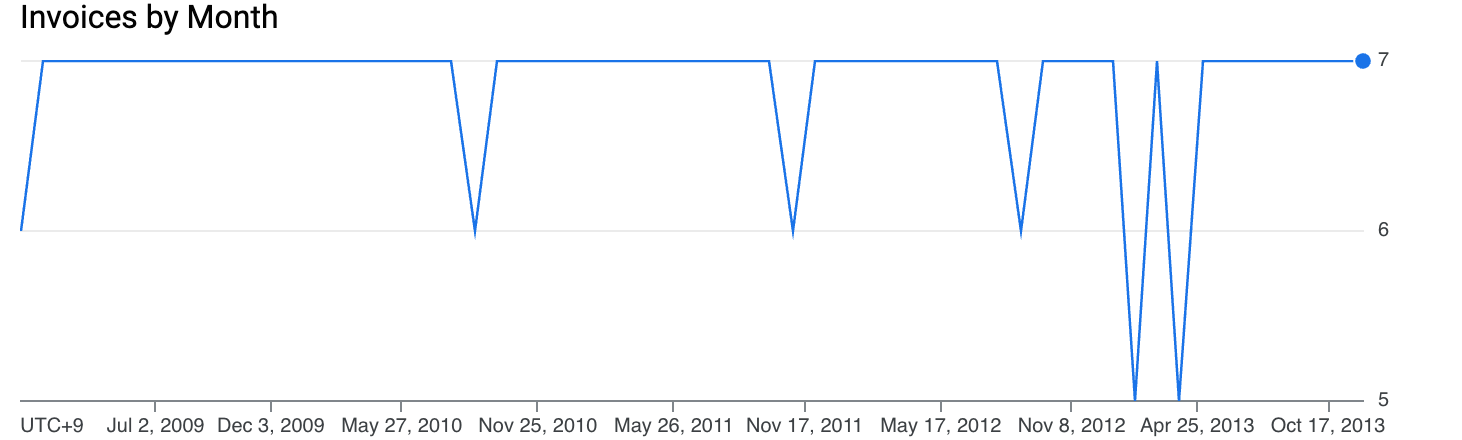 Invoices by Month
7
6
5
UTC+9 Jul 2, 2009 Dec 3, 2009 May 27, 2010 Nov 25, 2010 May 26, 2011 Nov 17, 2011 May 17, 2012 Nov 8, 2012 Apr 25, 2013 Oct 17, 2013